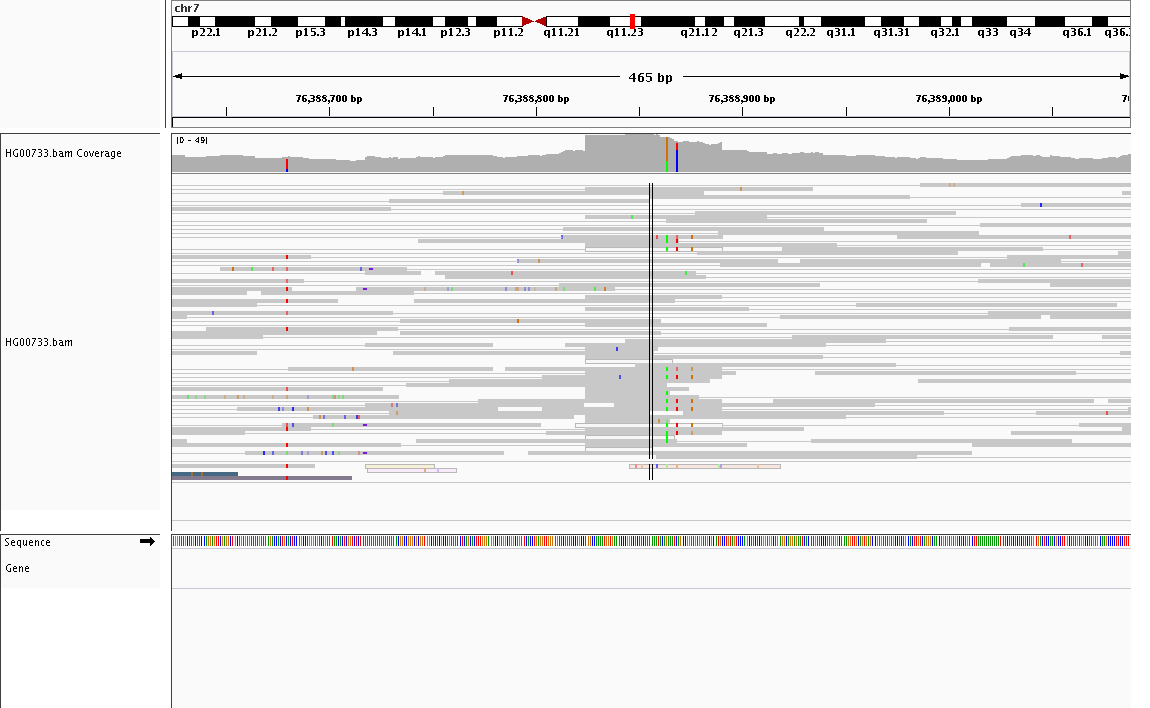 chr7
p22.1 p21.2 p15.3 p14.3 p14.1 p12.3 p11.2 q11.21 q11.23 q21.12 q21.3 q22.2 q31.1 q31.31 q32.1 q33 q34 q36.1 q36.
465 bp
76,388,700 bp 76,388,800 bp 76,388,900 bp 76,389,000 bp
[0 - 49]
HG00733.bam Coverage
HG00733.bam
Sequence
Gene